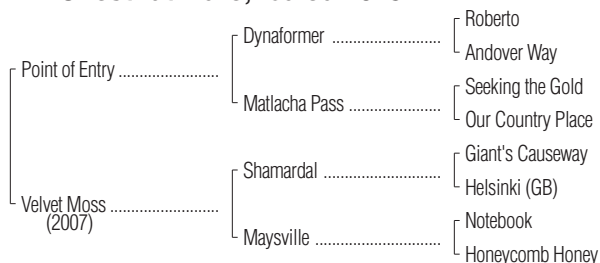 Roberto
Dynaformer ........................
Andover Way
Point of Entry ......................
Seeking the Gold
Matlacha Pass .....................
Our Country Place
Giant's Causeway
Shamardal ..........................
Helsinki (GB)
Velvet Moss ........................
(2007)
Notebook
Maysville ............................
Honeycomb Honey